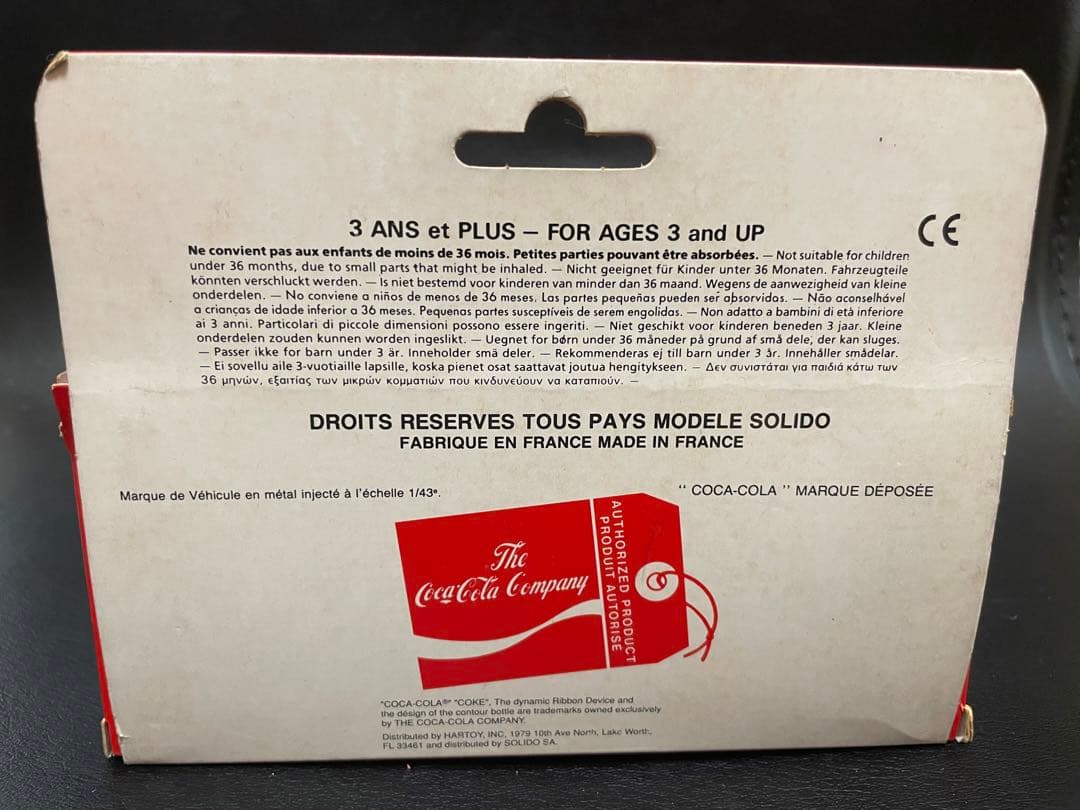 3 ANS et PLUS — FOR AGES 3 and UP
CE
Ne convient pas aux enfants de moins de 36 mois. Petites parties pouvant être absorbées. — Not suitable for children
under 36 months, due to small parts that might be inhaled. — Nicht geeignet für Kinder unter 36 Monaten. Fahrzeugteile
könnten verschluckt werden. — Is niet bestemd voor kinderen van minder dan 36 maand. Wegens de aanwezigheid van kleine
onderdelen. — No conviene a niños de menos de 36 meses. Las partes pequeñas pueden ser absorvidas. — Não aconselhável
a crianças de idade inferior a 36 meses. Pequenas partes susceptíveis de serem engolidas. — Non adatto a bambini di età inferiore
ai 3 anni. Particolari di piccole dimensioni possono essere ingeriti. — Niet geschikt voor kinderen beneden 3 jaar. Kleine
onderdelen zouden kunnen worden ingeslikt. — Uegnet for børn under 36 måneder på grund af små dele, der kan sluges.
— Passer ikke for barn under 3 är. Inneholder smä deler. — Rekommenderas ej till barn under 3 år. Innehåller smådelar.
— Ei sovellu aile 3-vuotiaille lapsille, koska pienet osat saattavat joutua hengitykseen. — Δεν συνιστάται για παιδιά κάτω των
36 μηνών, εξαιτίας των μικρών κομματιών που κινδυνεύουν να καταπιούν. —
DROITS RESERVES TOUS PAYS MODELE SOLIDO
FABRIQUE EN FRANCE MADE IN FRANCE
Marque de Véhicule en métal injecté à l'échelle 1/43e.
" COCA-COLA " MARQUE DÉPOSÉE
The
Coca-Cola Company
AUTHORIZED PRODUCT
PRODUIT AUTORISE
"COCA-COLA®" "COKE", The dynamic Ribbon Device and
the design of the contour bottle are trademarks owned exclusively
by THE COCA-COLA COMPANY.
Distributed by HARTOY, INC, 1979 10th Ave North, Lake Worth,
FL 33461 and distributed by SOLIDO SA.